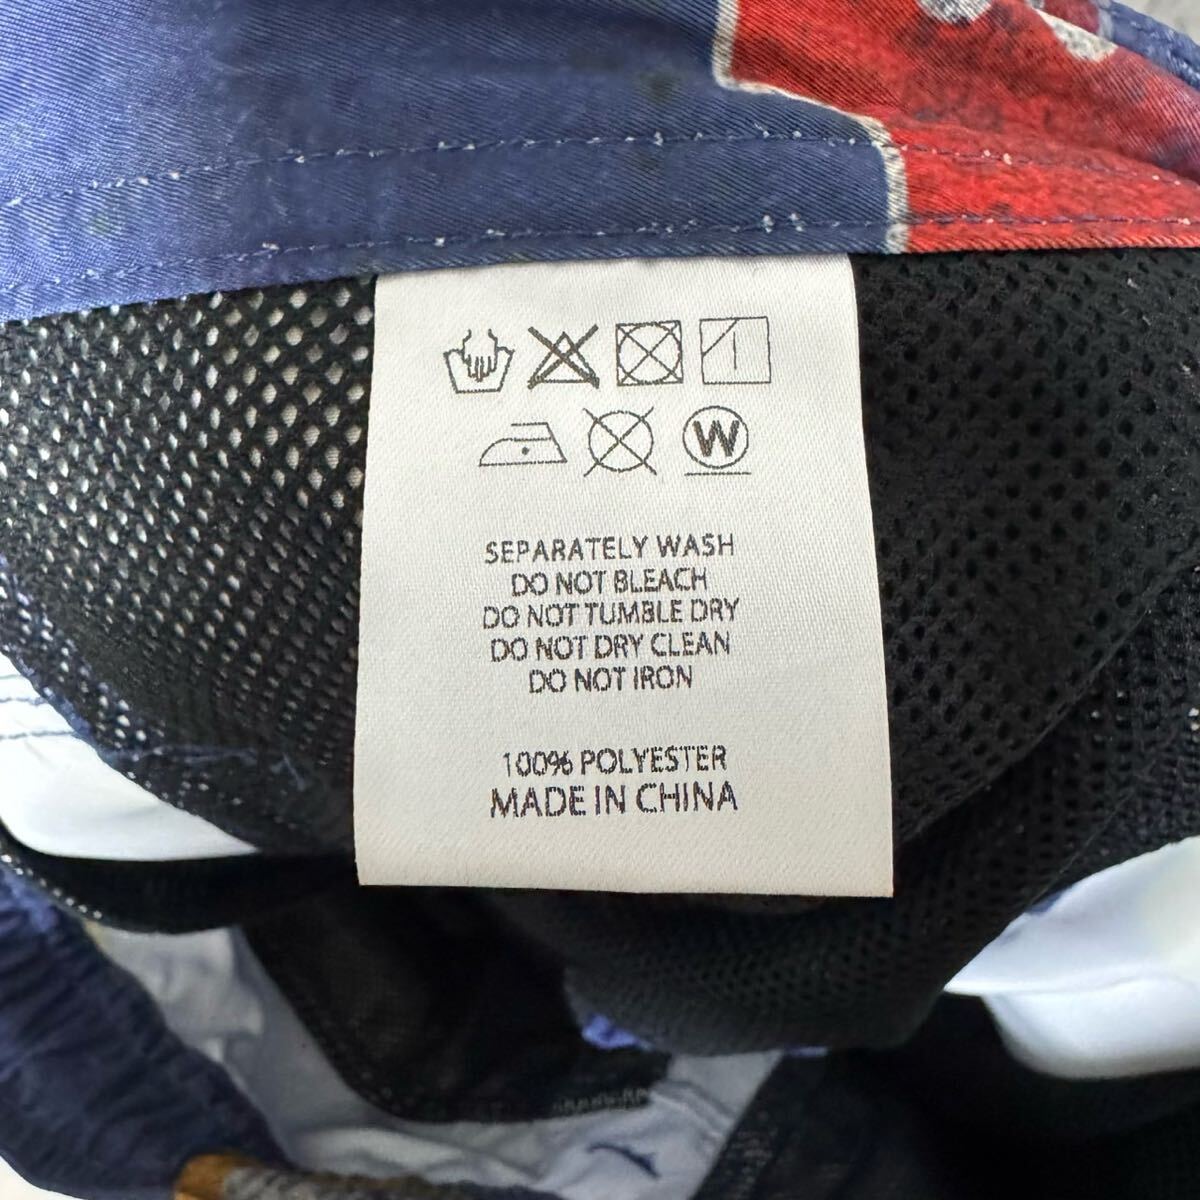 W
SEPARATELY WASH
DO NOT BLEACH
DO NOT TUMBLE DRY
DO NOT DRY CLEAN
DO NOT IRON
100% POLYESTER
MADE IN CHINA